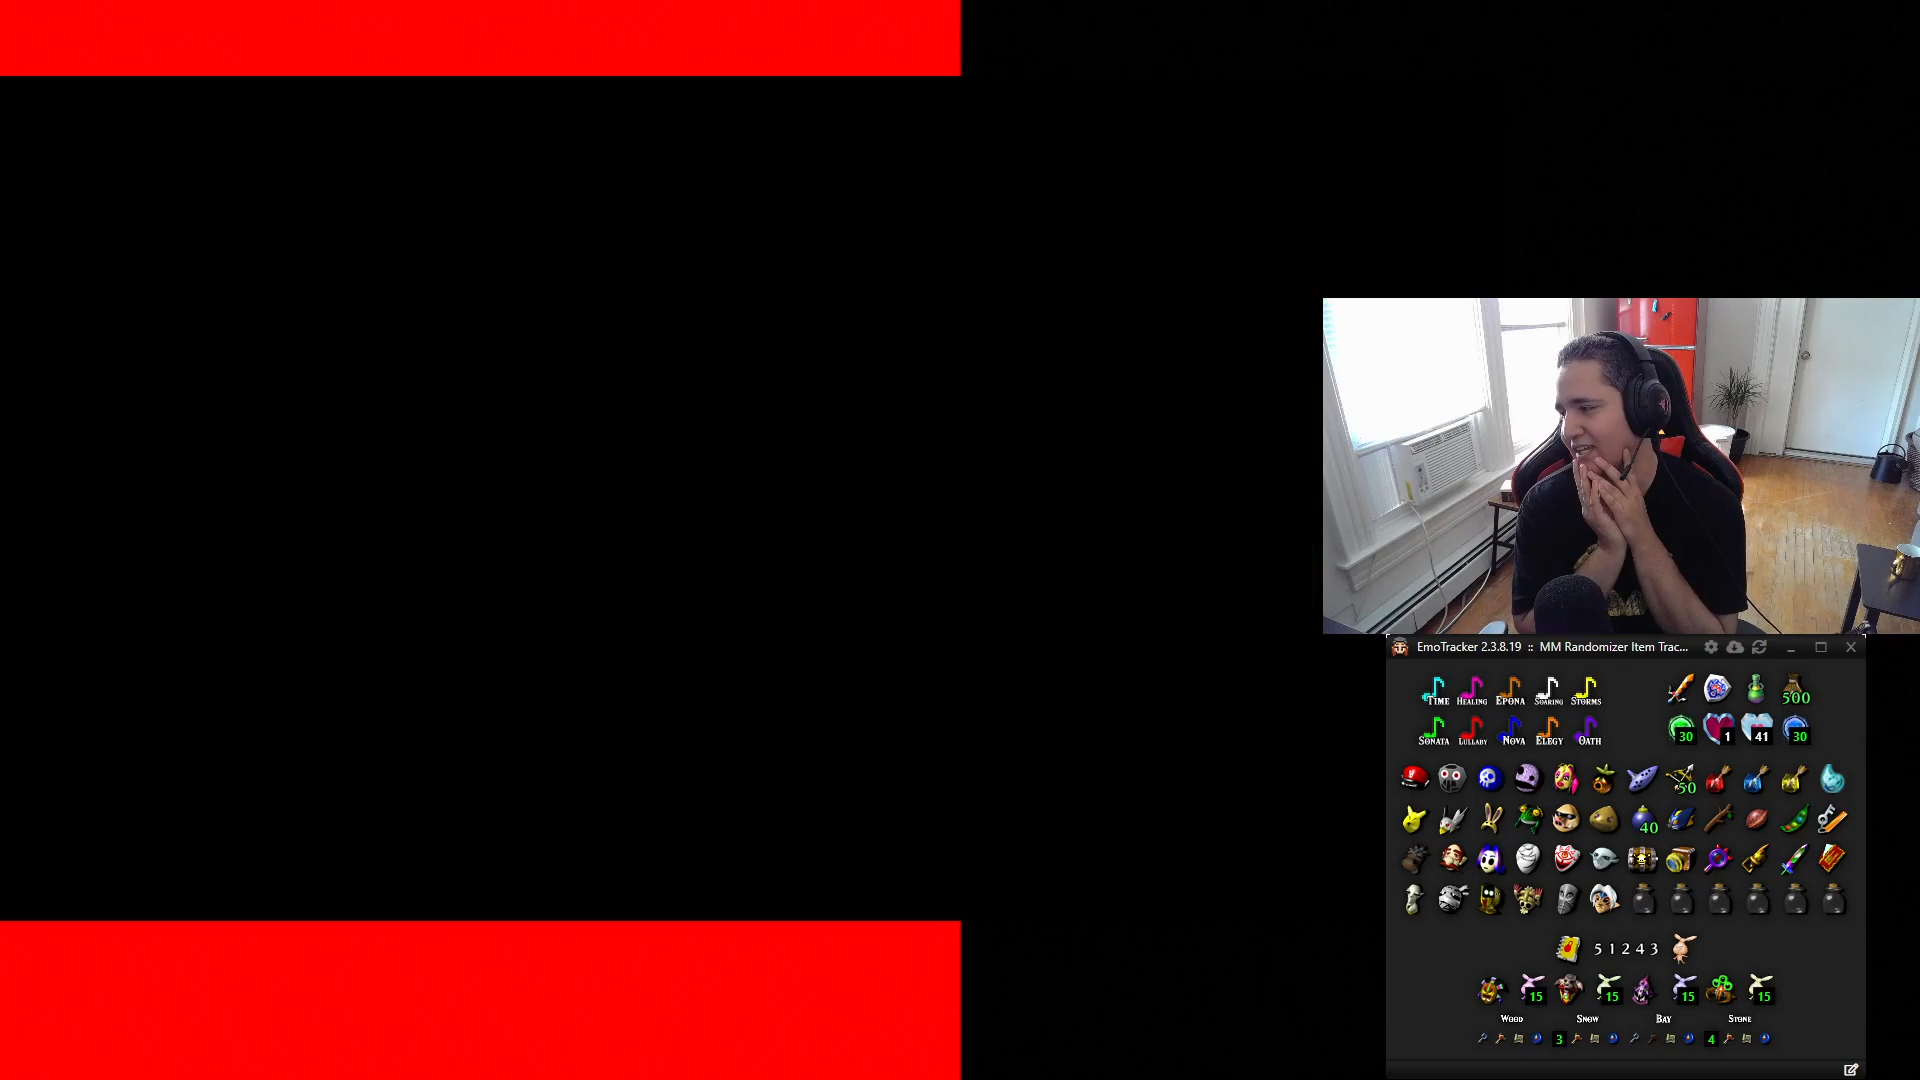 EmoTracker 2.3.8.19 :: MM Randomizer Item Trac...
TIME HEALING EPONA SOARING STORMS
500
SONATA LULLABY NOVA ELEGY OATH
30 1 41 30
50
40
5 1 2 4 3
15 15 15 15
WOOD SNOW BAY STONE
3 4